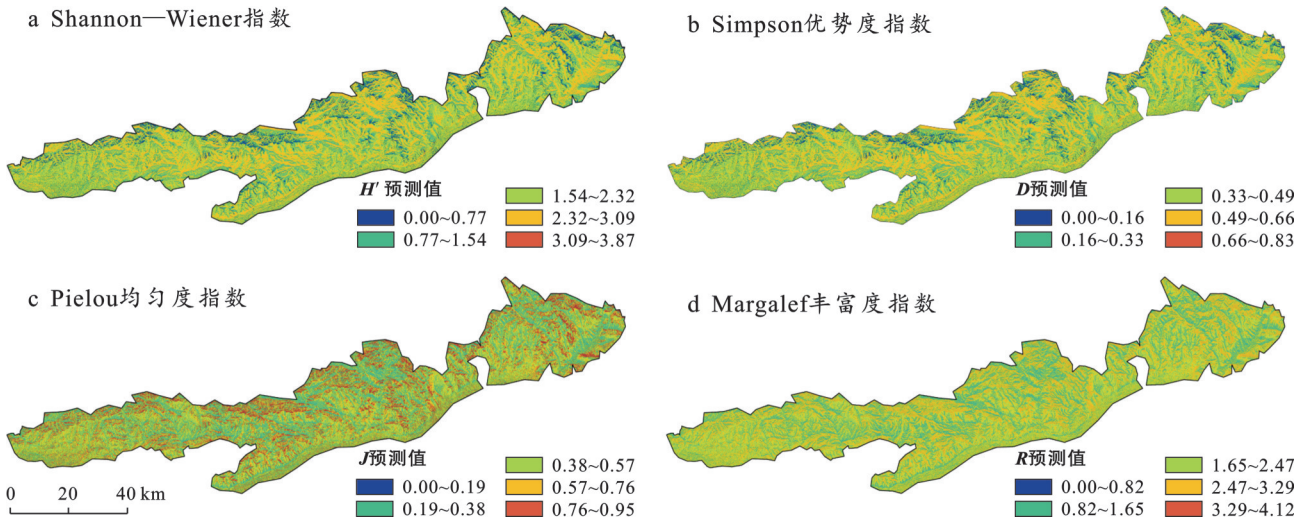 a Shannon—Wiener指数
H′ 预测值
0.00~0.77
0.77~1.54
1.54~2.32
2.32~3.09
3.09~3.87
b Simpson优势度指数
D预测值
0.00~0.16
0.16~0.33
0.33~0.49
0.49~0.66
0.66~0.83
c Pielou均匀度指数
J预测值
0.00~0.19
0.19~0.38
0.38~0.57
0.57~0.76
0.76~0.95
0 20 40 km
d Margalef丰富度指数
R预测值
0.00~0.82
0.82~1.65
1.65~2.47
2.47~3.29
3.29~4.12